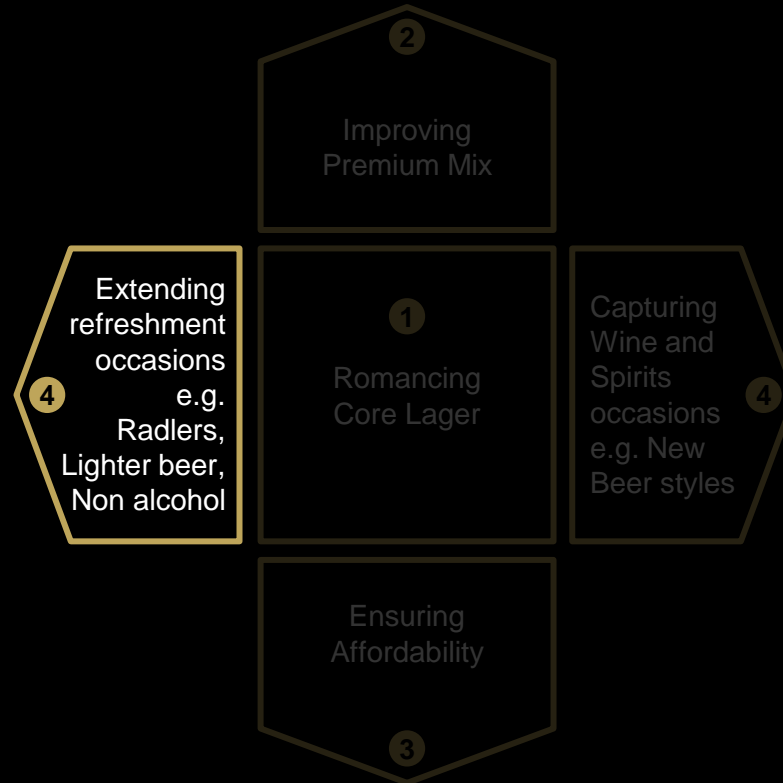 2
Improving
Premium Mix
Extending
refreshment
occasions
e.g.
Radlers,
Lighter beer,
Non alcohol
4
1
Romancing
Core Lager
Capturing
Wine and
Spirits
occasions
e.g. New
Beer styles
4
Ensuring
Affordability
3